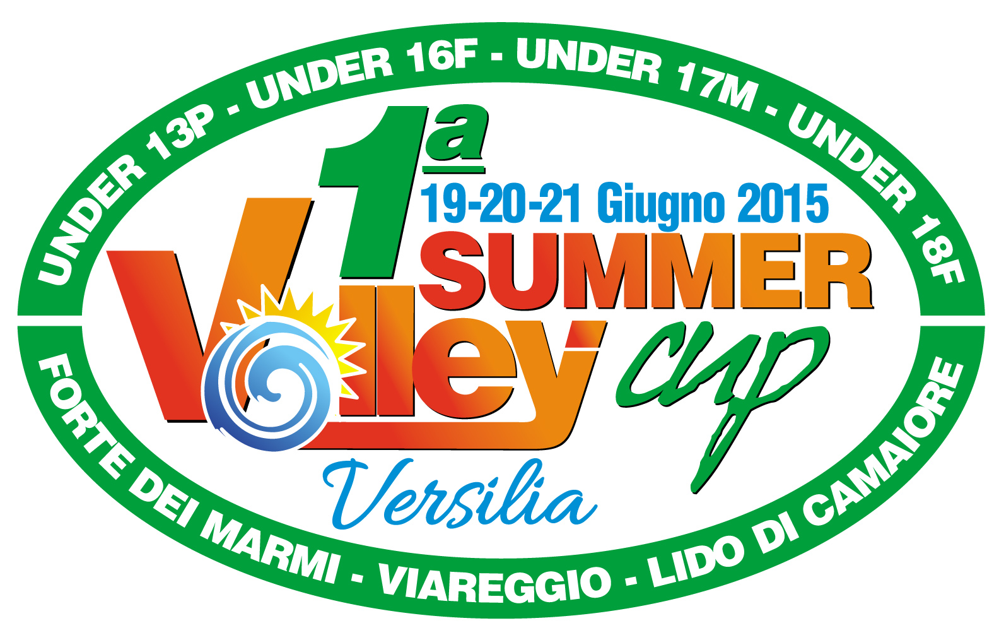 UNDER 13P - UNDER 16F - UNDER 17M - UNDER 18F
1a
19-20-21 Giugno 2015
SUMMER
Volley cup
Versilia
FORTE DEI MARMI - VIAREGGIO - LIDO DI CAMAIORE